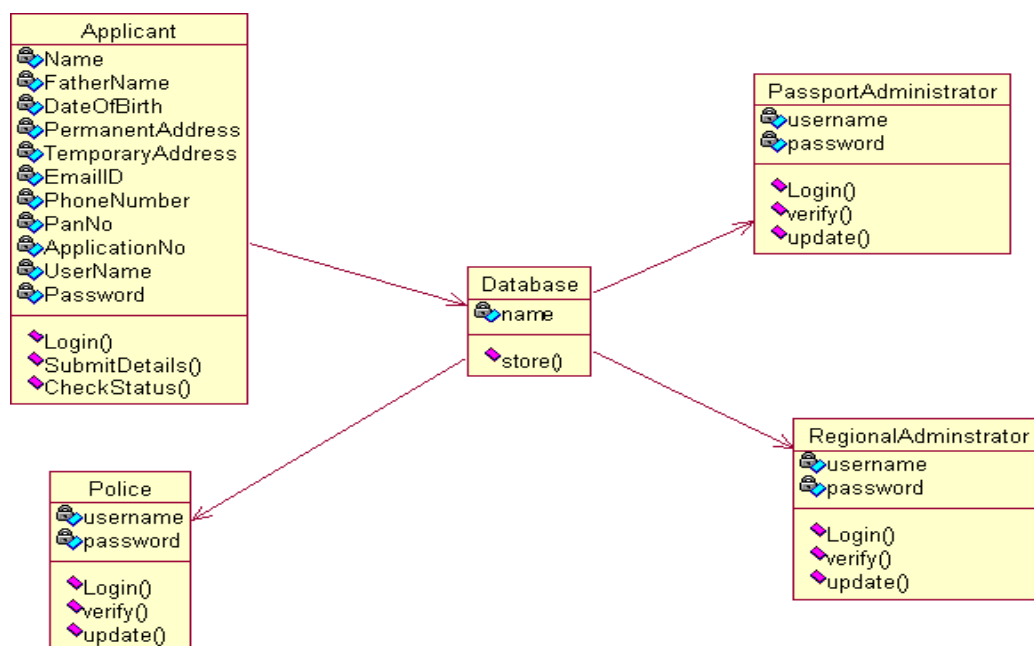 Applicant
Name
FatherName
DateOfBirth
PermanentAddress
TemporaryAddress
EmailID
PhoneNumber
PanNo
ApplicationNo
UserName
Password
Login()
SubmitDetails()
CheckStatus()
PassportAdministrator
username
password
Login()
verify()
update()
Database
name
store()
Police
username
password
Login()
verify()
update()
RegionalAdminstrator
username
password
Login()
verify()
update()